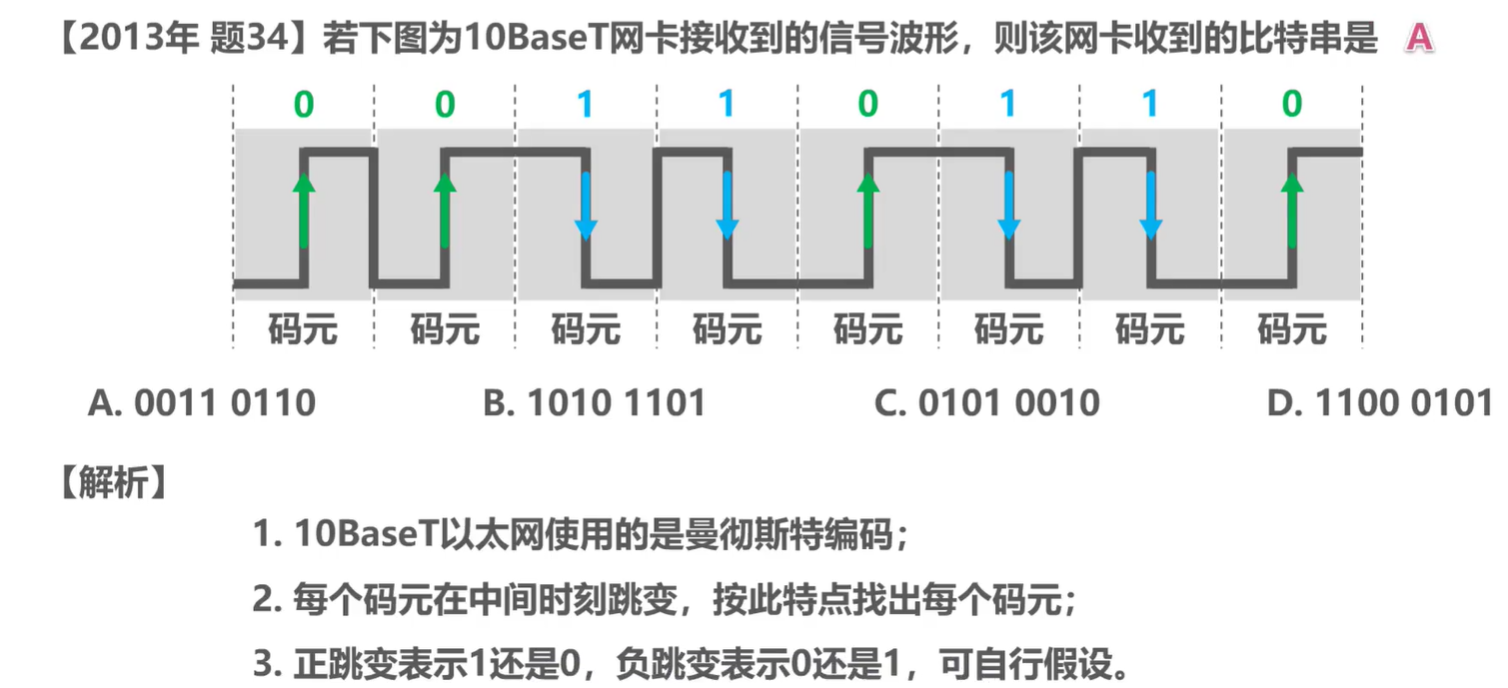 【2013年 题34】若下图为10BaseT网卡接收到的信号波形，则该网卡收到的比特串是 A
0 0 1 1 0 1 1 0
码元 码元 码元 码元 码元 码元 码元 码元
A. 0011 0110 B. 1010 1101 C. 0101 0010 D. 1100 0101
【解析】
1. 10BaseT以太网使用的是曼彻斯特编码；
2. 每个码元在中间时刻跳变，按此特点找出每个码元；
3. 正跳变表示1还是0，负跳变表示0还是1，可自行假设。